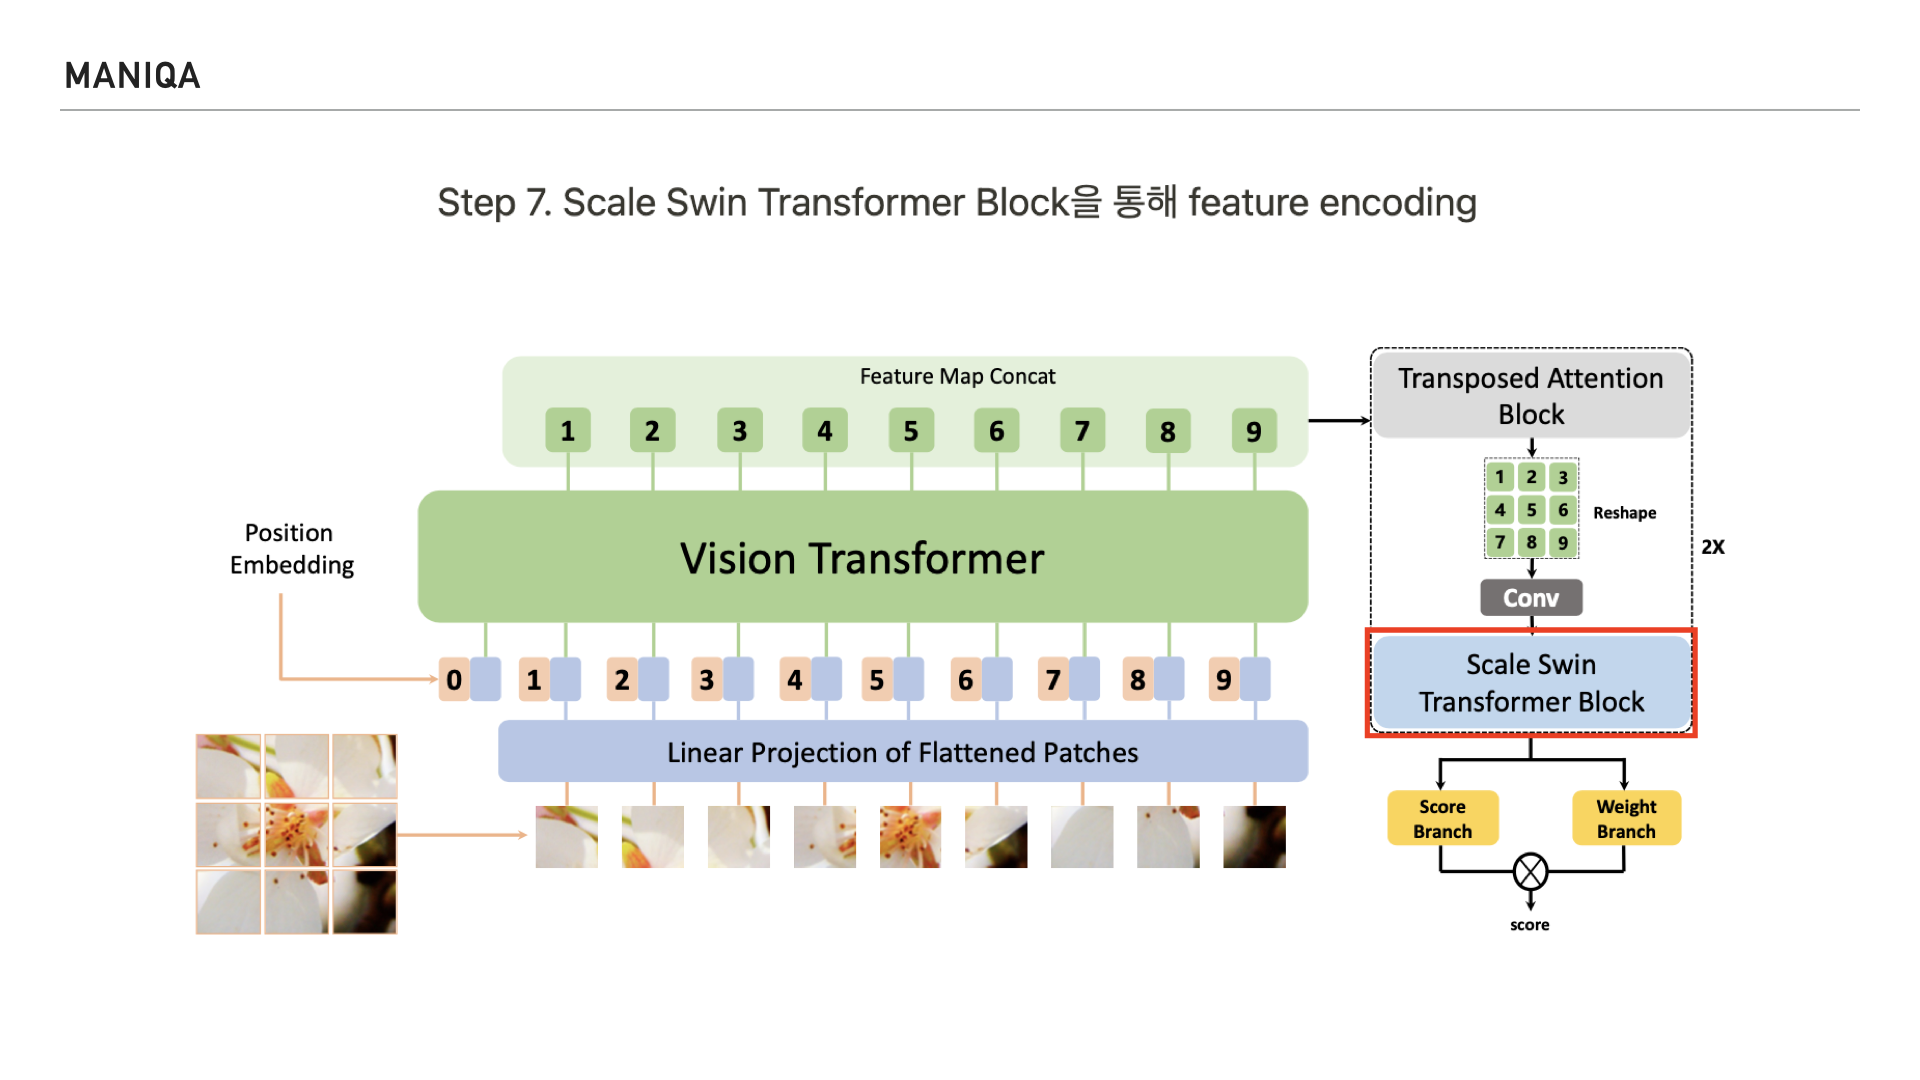 MANIQA
Step 7. Scale Swin Transformer Block을 통해 feature encoding
Feature Map Concat
1 2 3 4 5 6 7 8 9
Vision Transformer
Position
Embedding
0 1 2 3 4 5 6 7 8 9
Linear Projection of Flattened Patches
Transposed Attention
Block
1 2 3
4 5 6
7 8 9
Reshape
2X
Conv
Scale Swin
Transformer Block
Score
Branch
Weight
Branch
score